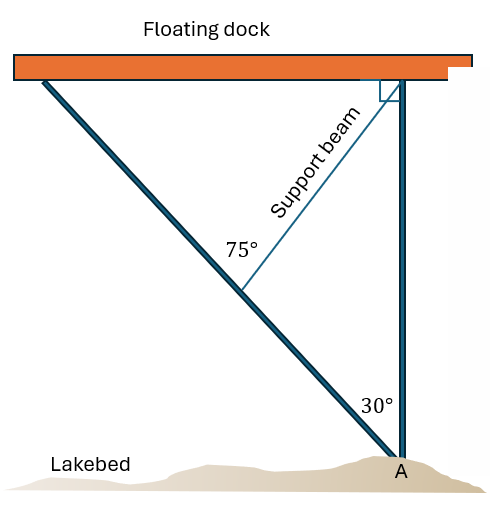 Floating dock
Support beam
75°
30°
Lakebed
A